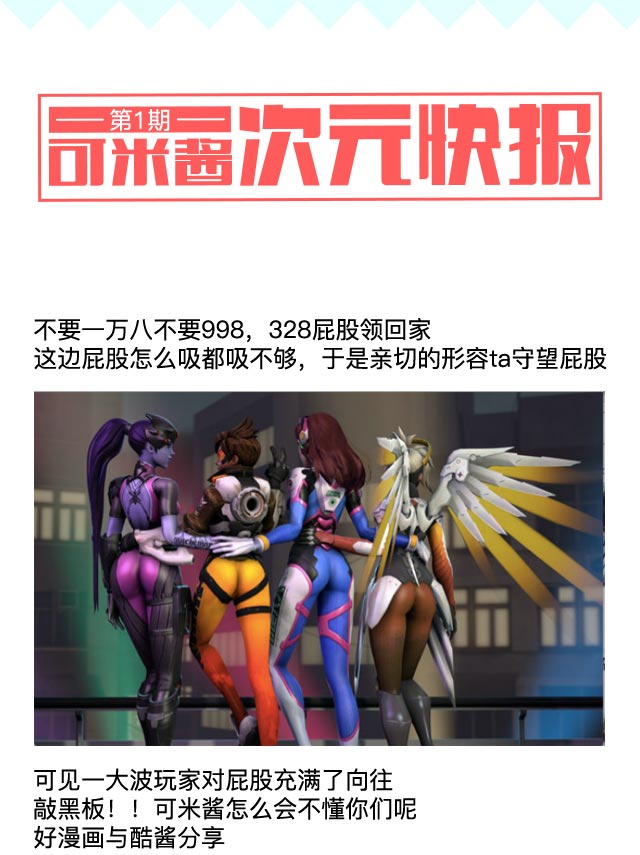 第1期
可米酱次元快报
不要一万八不要998，328屁股领回家
这边屁股怎么吸都吸不够，于是亲切的形容ta守望屁股
可见一大波玩家对屁股充满了向往
敲黑板！！可米酱怎么会不懂你们呢
好漫画与酷酱分享